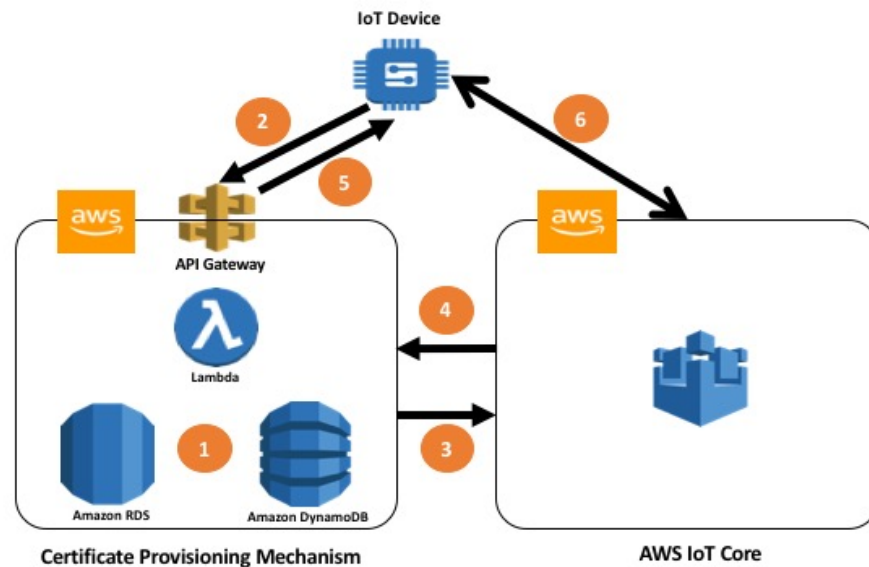 IoT Device
2
5
6
aws
aws
API Gateway
4
Lambda
1
3
Amazon RDS
Amazon DynamoDB
Certificate Provisioning Mechanism
AWS IoT Core